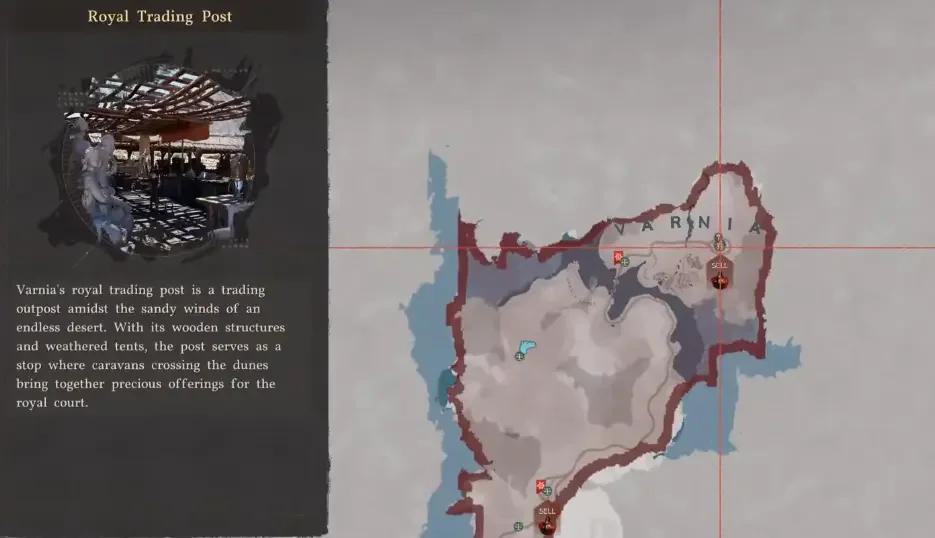 Royal Trading Post
Varnia's royal trading post is a trading
outpost amidst the sandy winds of an
endless desert. With its wooden structures
and weathered tents, the post serves as a
stop where caravans crossing the dunes
bring together precious offerings for the
royal court.
VARNIA
SELL
SELL